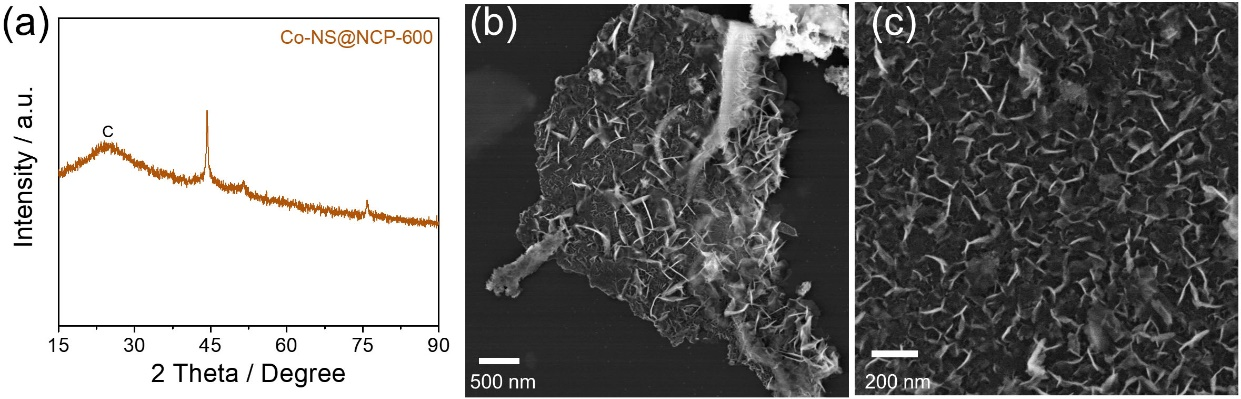 (a)
Co-NS@NCP-600
C
Intensity / a.u.
15 30 45 60 75 90
2 Theta / Degree
(b)
500 nm
(c)
200 nm